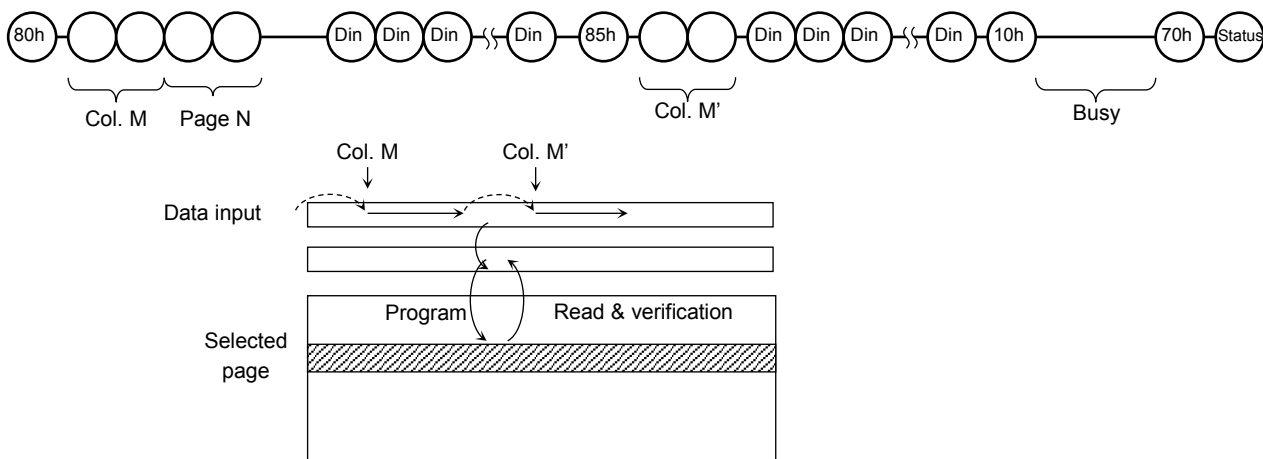 80h Din Din Din Din 85h Din Din Din Din 10h 70h Status
Col. M Page N Col. M’ Busy
Col. M Col. M’
Data input
Program Read & verification
Selected
page